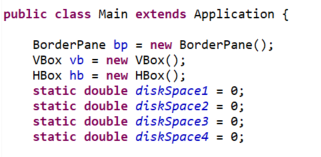 public class Main extends Application {
BorderPane bp = new BorderPane();
VBox vb = new VBox();
HBox hb = new HBox();
static double diskSpace1 = 0;
static double diskSpace2 = 0;
static double diskSpace3 = 0;
static double diskSpace4 = 0;